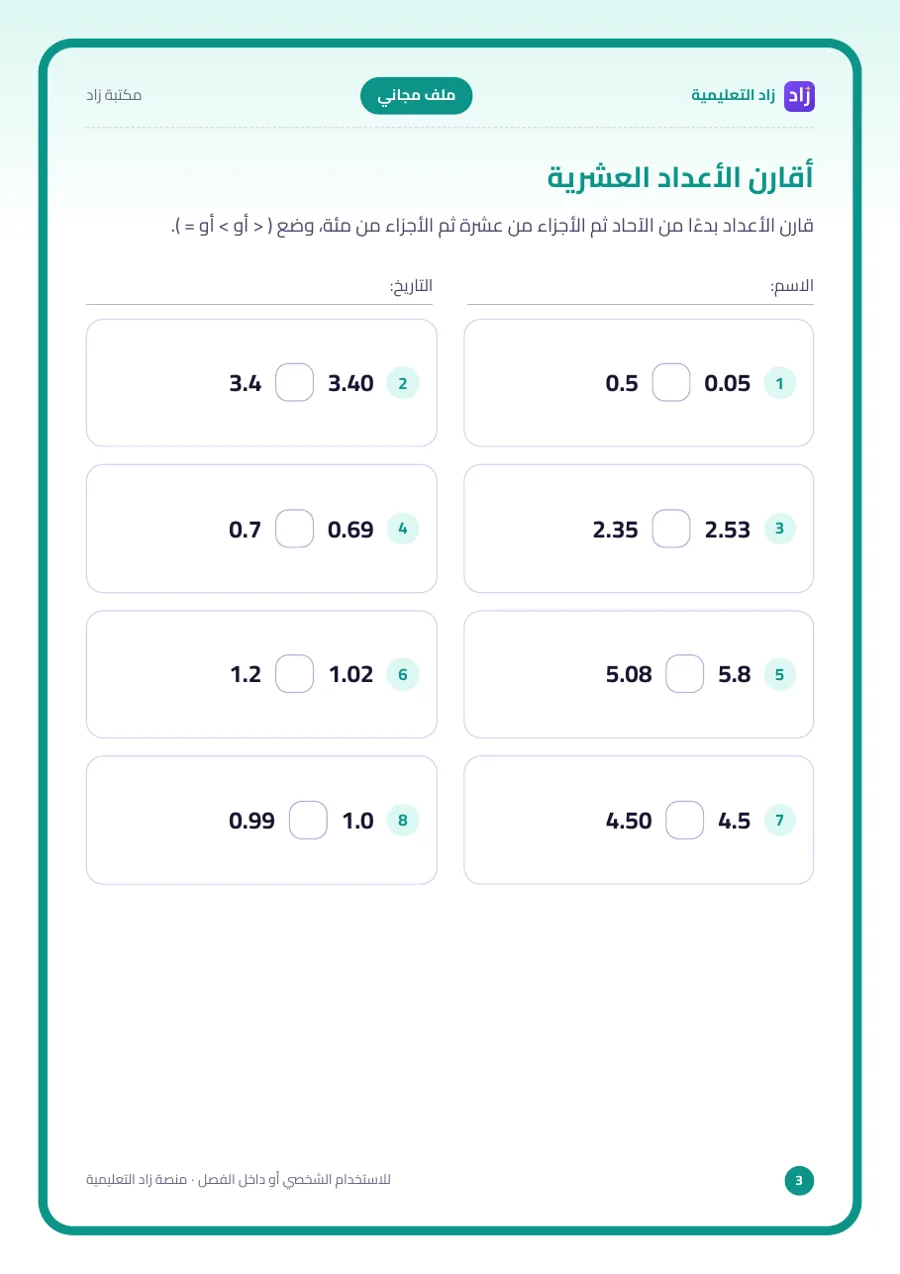 زاد زاد التعليمية
ملف مجاني
مكتبة زاد
أقارن الأعداد العشرية
قارن الأعداد بدءًا من الآحاد ثم الأجزاء من عشرة ثم الأجزاء من مئة، وضع ( > أو < أو = ).
الاسم:
التاريخ:
1 0.05 0.5
2 3.40 3.4
3 2.53 2.35
4 0.69 0.7
5 5.8 5.08
6 1.02 1.2
7 4.5 4.50
8 1.0 0.99
3
للاستخدام الشخصي أو داخل الفصل · منصة زاد التعليمية